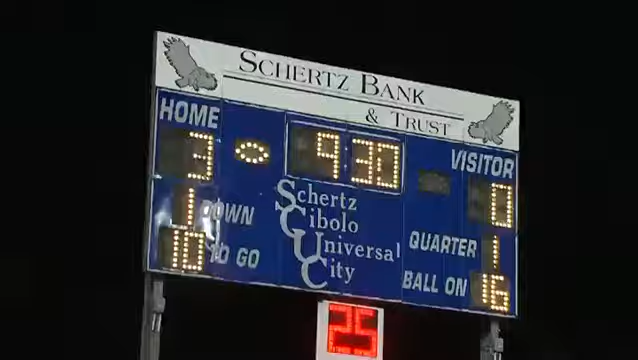 SCHERTZ BANK
& TRUST
HOME
3
9:30
VISITOR
0
1 DOWN
10 TO GO
Schertz
Cibolo
Universal
City
QUARTER 1
BALL ON 16
25